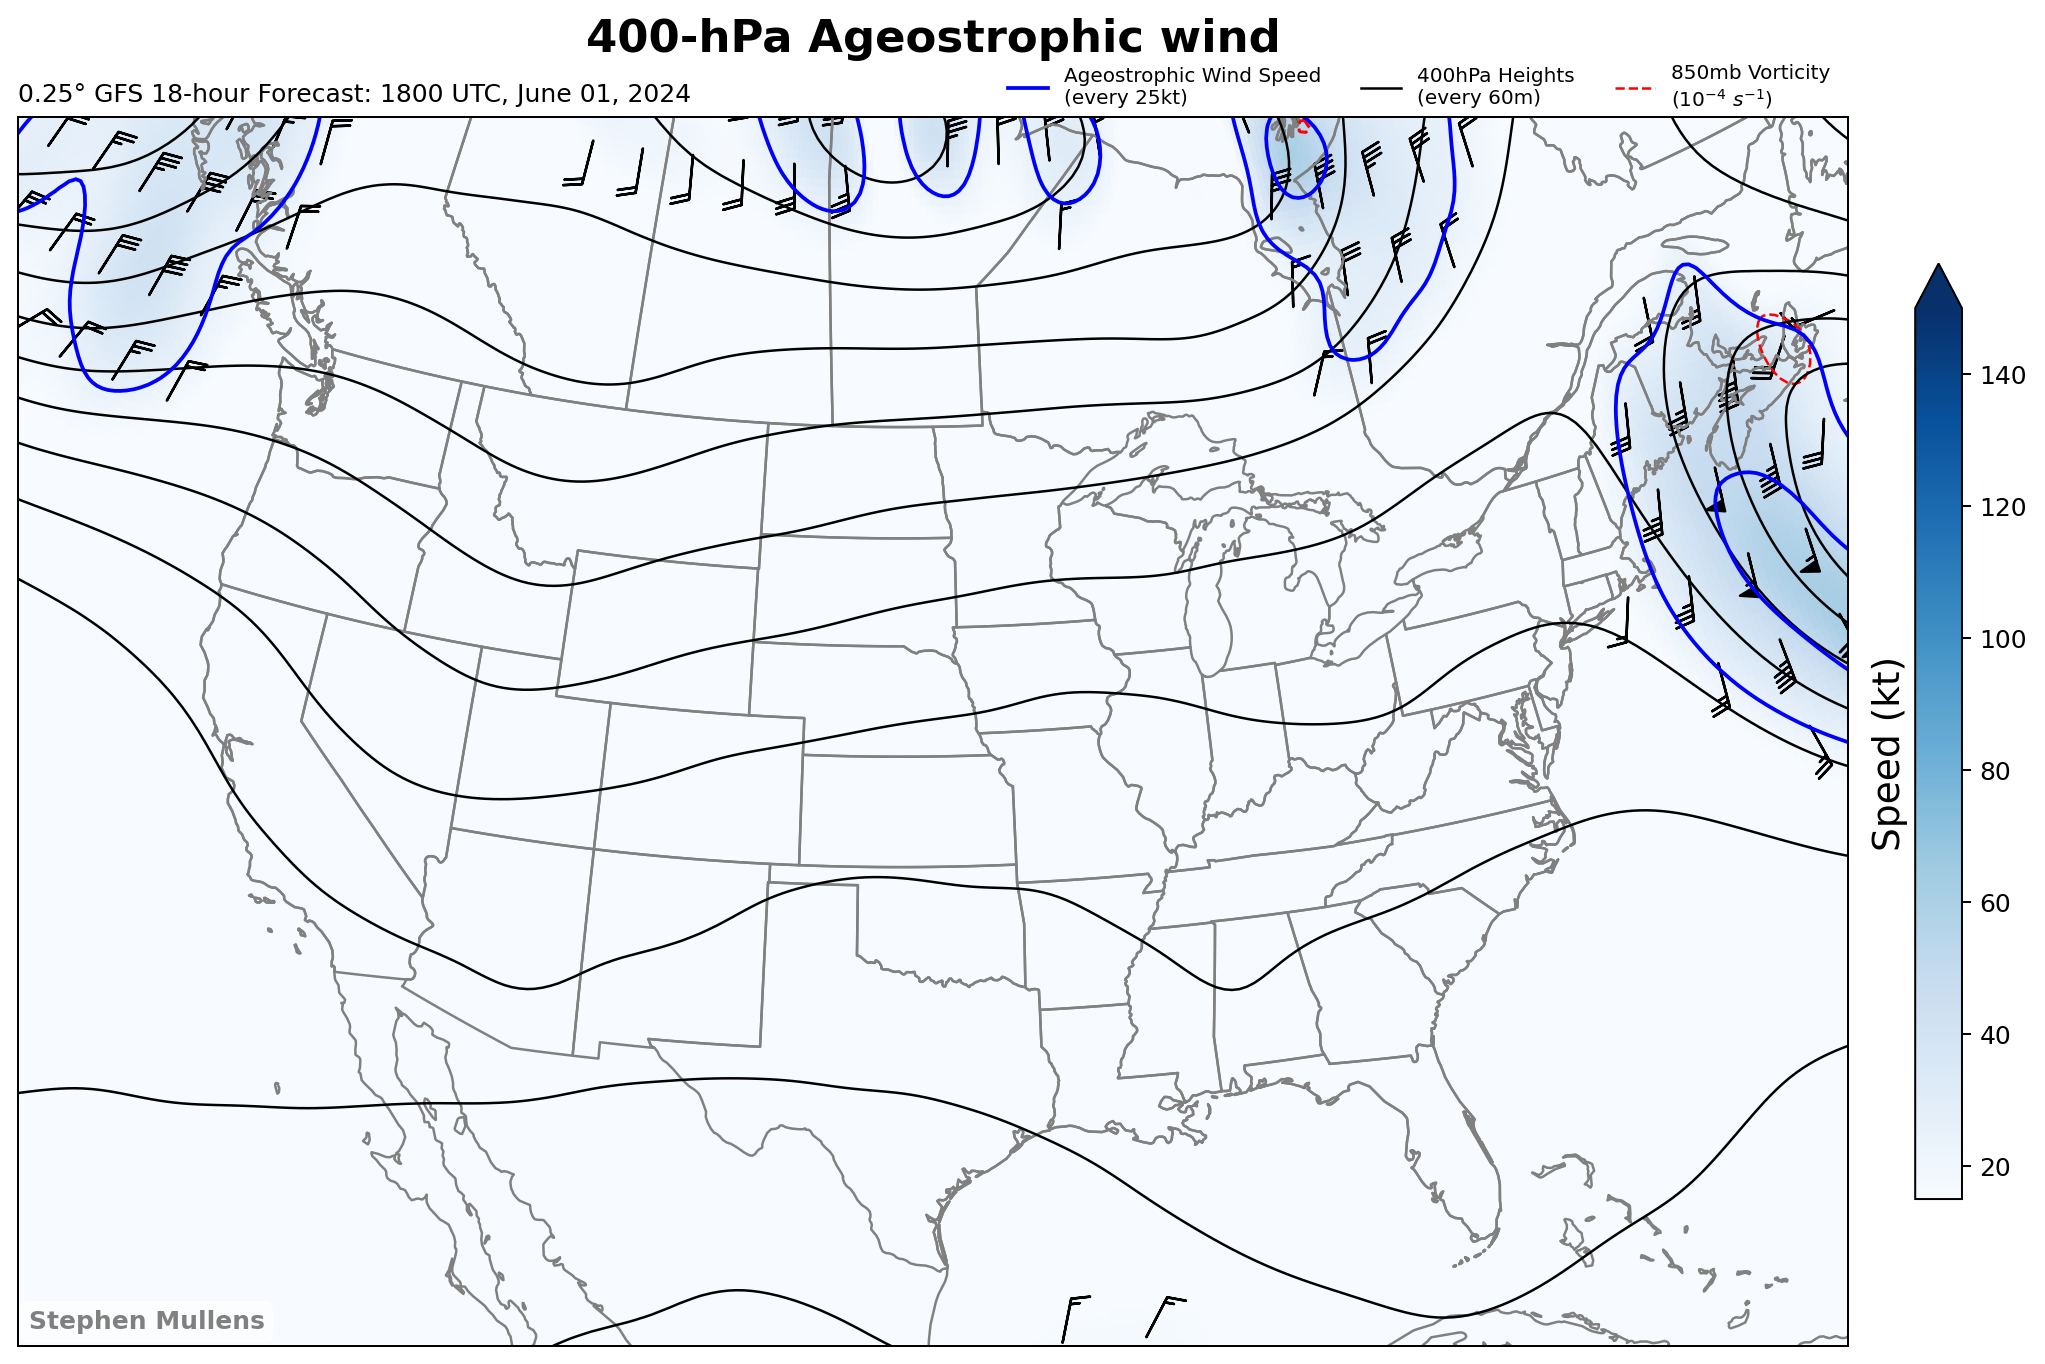 400-hPa Ageostrophic wind
0.25° GFS 18-hour Forecast: 1800 UTC, June 01, 2024
Ageostrophic Wind Speed
(every 25kt)
400hPa Heights
(every 60m)
850mb Vorticity
(10⁻⁴ s⁻¹)
140
120
100
80
60
40
20
Speed (kt)
Stephen Mullens